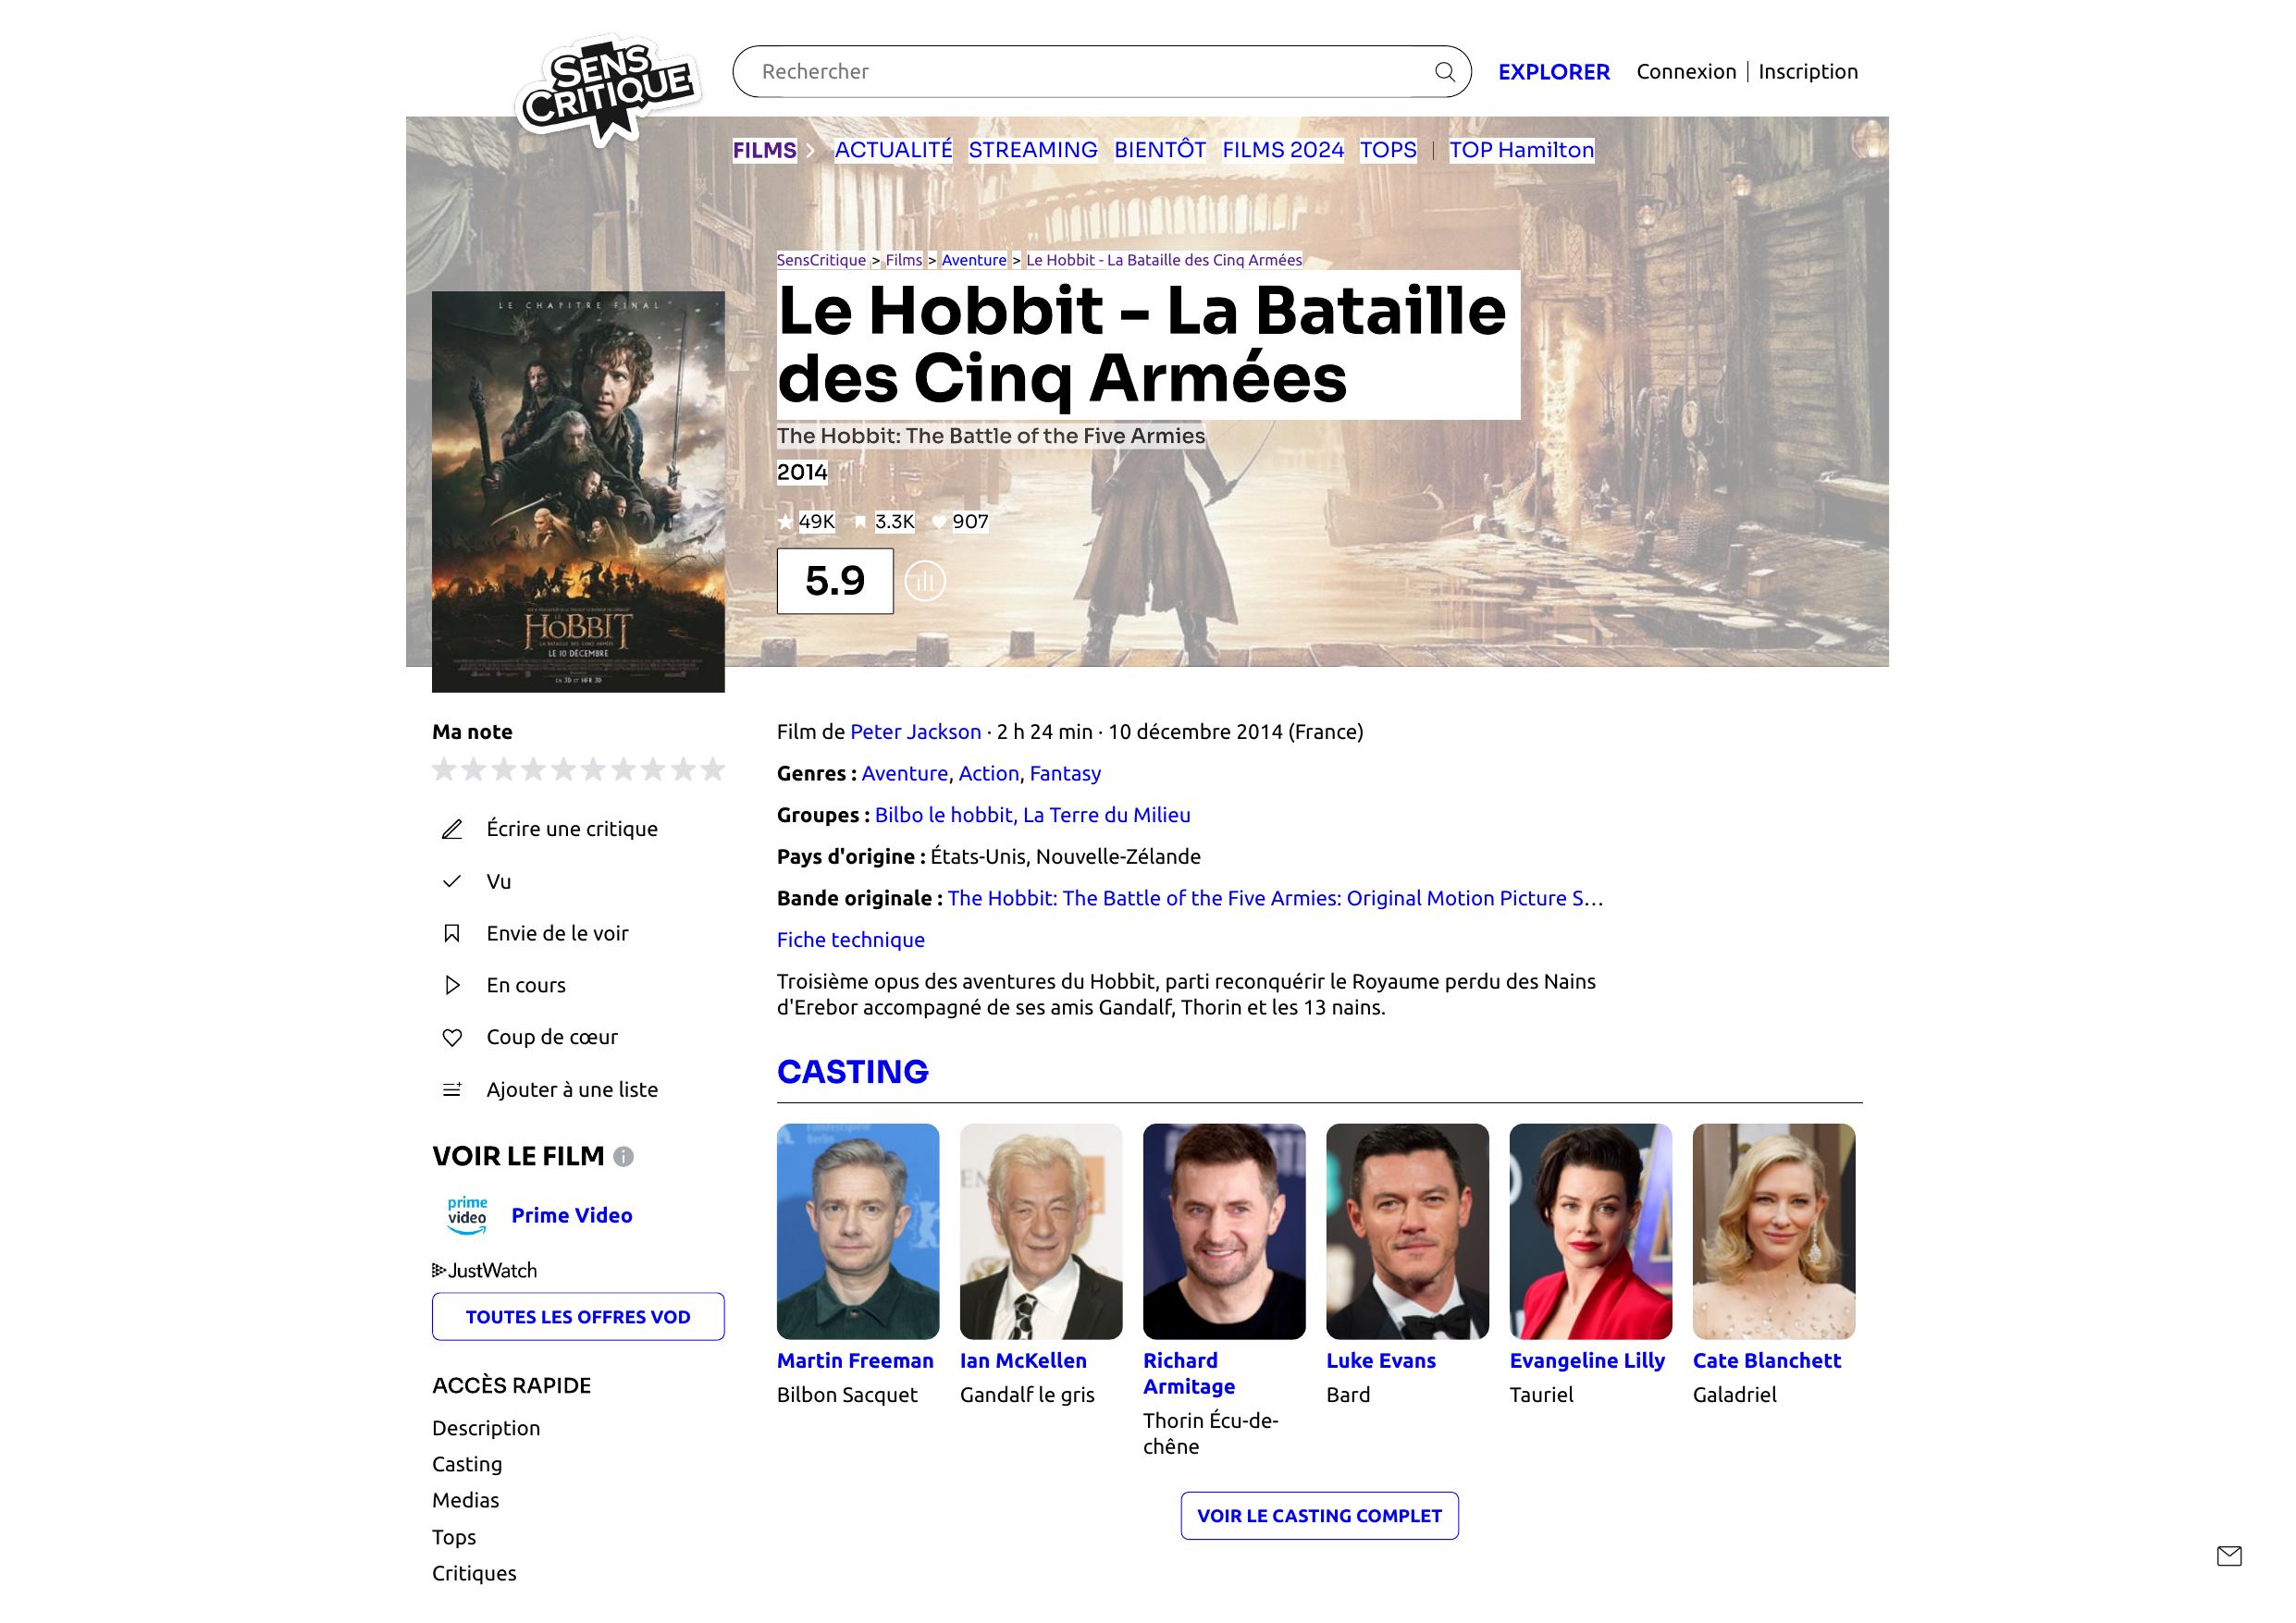 SENS
CRITIQUE
Rechercher
EXPLORER
Connexion | Inscription
FILMS
ACTUALITÉ STREAMING BIENTÔT FILMS 2024 TOPS | TOP Hamilton
SensCritique > Films > Aventure > Le Hobbit - La Bataille des Cinq Armées
Le Hobbit - La Bataille
des Cinq Armées
The Hobbit: The Battle of the Five Armies
2014
49K 3.3K 907
5.9
LE CHAPITRE FINAL
LE
HOBBIT
LA BATAILLE DES CINQ ARMÉES
LE 10 DÉCEMBRE
EN 3D ET HFR 3D
Ma note
Écrire une critique
Vu
Envie de le voir
En cours
Coup de cœur
Ajouter à une liste
VOIR LE FILM
prime
video
Prime Video
JustWatch
TOUTES LES OFFRES VOD
ACCÈS RAPIDE
Description
Casting
Medias
Tops
Critiques
Film de Peter Jackson · 2 h 24 min · 10 décembre 2014 (France)
Genres : Aventure, Action, Fantasy
Groupes : Bilbo le hobbit, La Terre du Milieu
Pays d'origine : États-Unis, Nouvelle-Zélande
Bande originale : The Hobbit: The Battle of the Five Armies: Original Motion Picture S…
Fiche technique
Troisième opus des aventures du Hobbit, parti reconquérir le Royaume perdu des Nains
d'Erebor accompagné de ses amis Gandalf, Thorin et les 13 nains.
CASTING
Martin Freeman
Bilbon Sacquet
Ian McKellen
Gandalf le gris
Richard
Armitage
Thorin Écu-de-
chêne
Luke Evans
Bard
Evangeline Lilly
Tauriel
Cate Blanchett
Galadriel
VOIR LE CASTING COMPLET